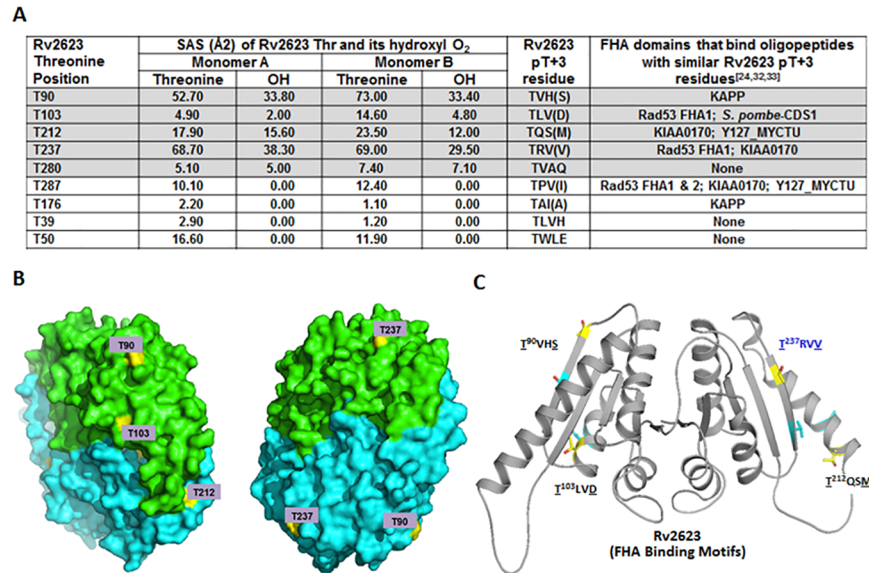 A
Rv2623 Threonine Position | SAS (Å2) of Rv2623 Thr and its hydroxyl O2 | Rv2623 pT+3 residue | FHA domains that bind oligopeptides with similar Rv2623 pT+3 residues[24,32,33]
Monomer A | Monomer B
Threonine | OH | Threonine | OH
T90 | 52.70 | 33.80 | 73.00 | 33.40 | TVH(S) | KAPP
T103 | 4.90 | 2.00 | 14.60 | 4.80 | TLV(D) | Rad53 FHA1; S. pombe-CDS1
T212 | 17.90 | 15.60 | 23.50 | 12.00 | TQS(M) | KIAA0170; Y127_MYCTU
T237 | 68.70 | 38.30 | 69.00 | 29.50 | TRV(V) | Rad53 FHA1; KIAA0170
T280 | 5.10 | 5.00 | 7.40 | 7.10 | TVAQ | None
T287 | 10.10 | 0.00 | 12.40 | 0.00 | TPV(I) | Rad53 FHA1 & 2; KIAA0170; Y127_MYCTU
T176 | 2.20 | 0.00 | 1.10 | 0.00 | TAI(A) | KAPP
T39 | 2.90 | 0.00 | 1.20 | 0.00 | TLVH | None
T50 | 16.60 | 0.00 | 11.90 | 0.00 | TWLE | None
B
T90
T103
T212
T237
T237
T90
C
T90VHS
T237RVV
T103LVD
T212QSM
Rv2623
(FHA Binding Motifs)